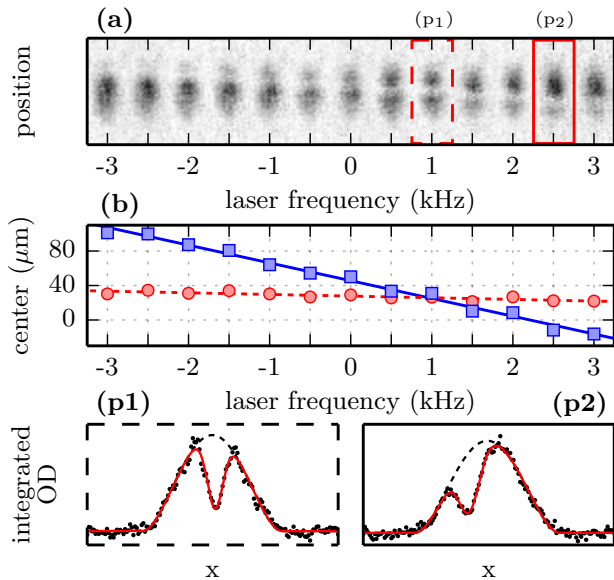 (a) (p₁) (p₂)
position
-3 -2 -1 0 1 2 3
laser frequency (kHz)
(b)
center (μm)
80
40
0
-3 -2 -1 0 1 2 3
laser frequency (kHz)
(p1) (p2)
integrated
OD
x x